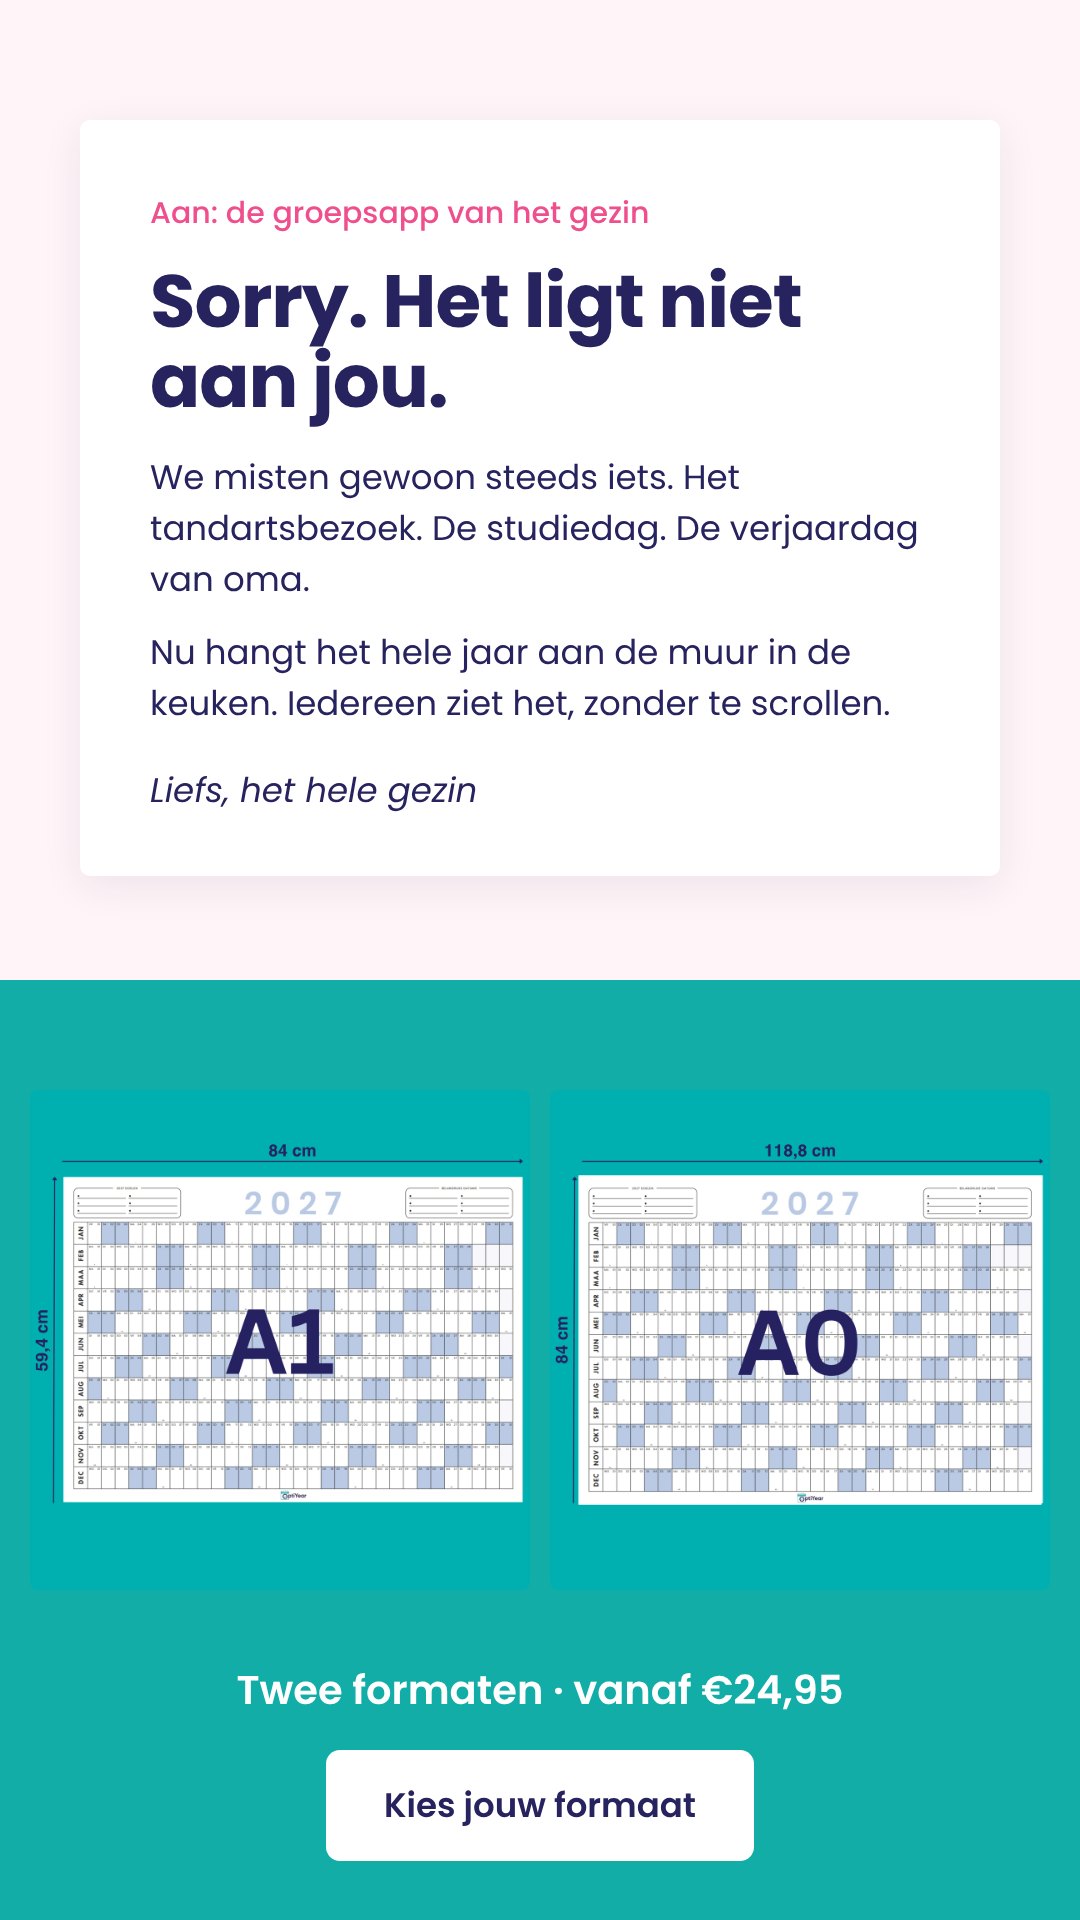 Aan: de groepsapp van het gezin
Sorry. Het ligt niet
aan jou.
We misten gewoon steeds iets. Het
tandartsbezoek. De studiedag. De verjaardag
van oma.
Nu hangt het hele jaar aan de muur in de
keuken. Iedereen ziet het, zonder te scrollen.
Liefs, het hele gezin
84 cm
59,4 cm
2027
JAN
FEB
MAA
APR
MEI
JUN
JUL
AUG
SEP
OKT
NOV
DEC
A1
OptiYear
118,8 cm
84 cm
2027
JAN
FEB
MAA
APR
MEI
JUN
JUL
AUG
SEP
OKT
NOV
DEC
A0
OptiYear
Twee formaten · vanaf €24,95
Kies jouw formaat